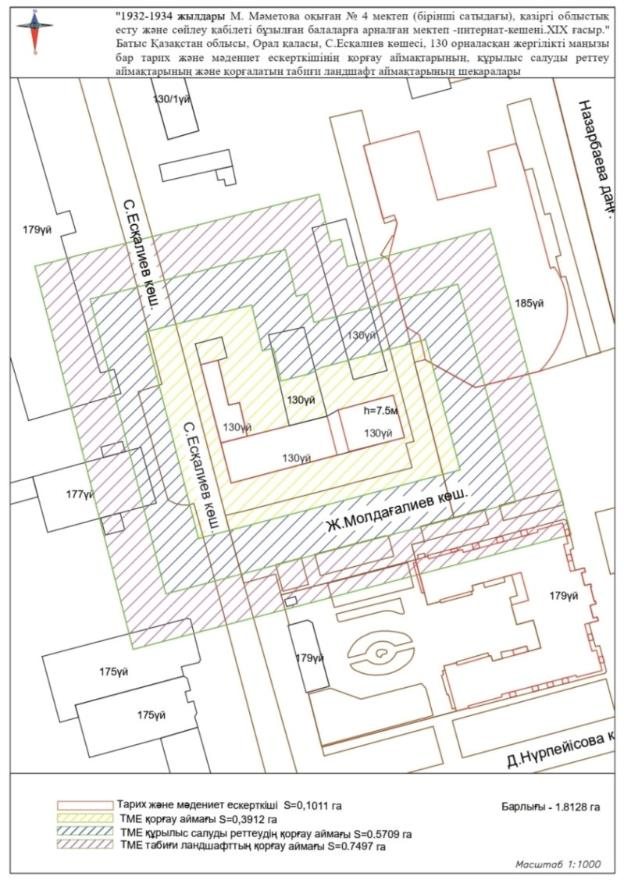 "1932-1934 жылдары М. Мәметова оқыған № 4 мектеп (бірінші сатыдағы), қазіргі облыстық
есту және сөйлеу қабілеті бұзылған балаларға арналған мектеп -интернат-кешені.XIX ғасыр."
Батыс Қазақстан облысы, Орал қаласы, С.Есқалиев көшесі, 130 орналасқан жергілікті маңызы
бар тарих және мәдениет ескерткішінің қорғау аймақтарының, құрылыс салуды реттеу
аймақтарының және қорғалатын табиғи ландшафт аймақтарының шекаралары
130/1үй
Назарбаева даңғ.
С.Есқалиев көш.
179үй
185үй
130үй
130үй
h=7.5м
130үй
130үй
130үй
С.Есқалиев көш.
177үй
Ж.Молдағалиев көш.
179үй
179үй
175үй
175үй
Д.Нүрпейісова к
Тарих және мәдениет ескерткіші S=0,1011 га
Барлығы - 1.8128 га
ТМЕ қорғау аймағы S=0,3912 га
ТМЕ құрылыс салуды реттеудің қорғау аймағы S=0.5709
ТМЕ табиғи ландшафттың қорғау аймағы S=0.7497
Масштаб 1:1000